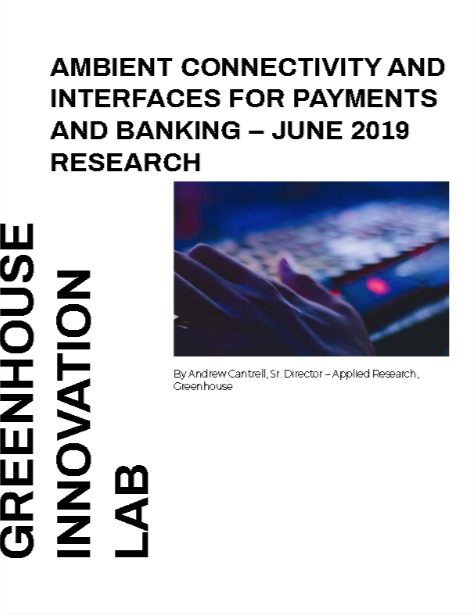 AMBIENT CONNECTIVITY AND
INTERFACES FOR PAYMENTS
AND BANKING – JUNE 2019
RESEARCH
GREENHOUSE
INNOVATION
LAB
By Andrew Cantrell, Sr. Director – Applied Research,
Greenhouse